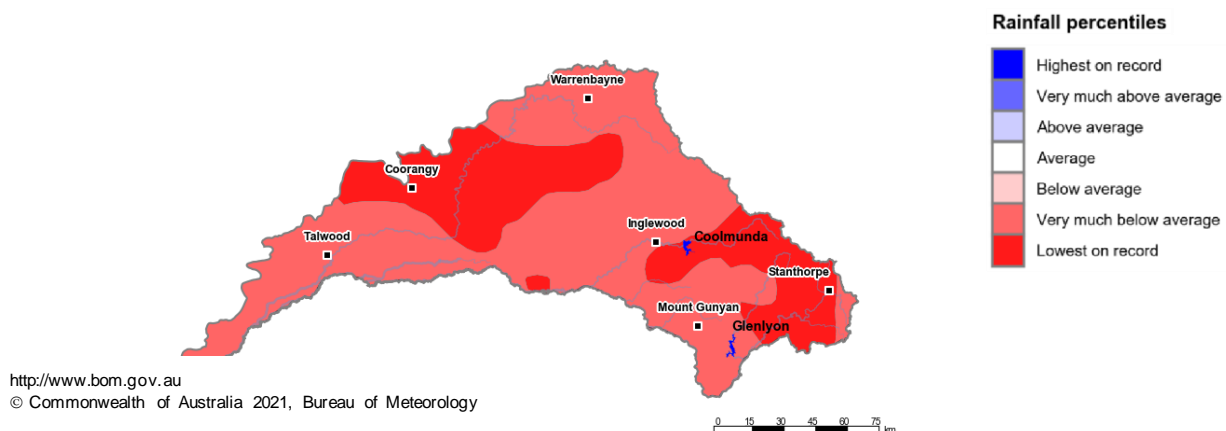 Rainfall percentiles
Highest on record
Very much above average
Above average
Average
Below average
Very much below average
Lowest on record
Warrenbayne
Coorangy
Talwood
Inglewood
Coolmunda
Stanthorpe
Mount Gunyan
Glenlyon
http://www.bom.gov.au
© Commonwealth of Australia 2021, Bureau of Meteorology
0 15 30 45 60 75
km